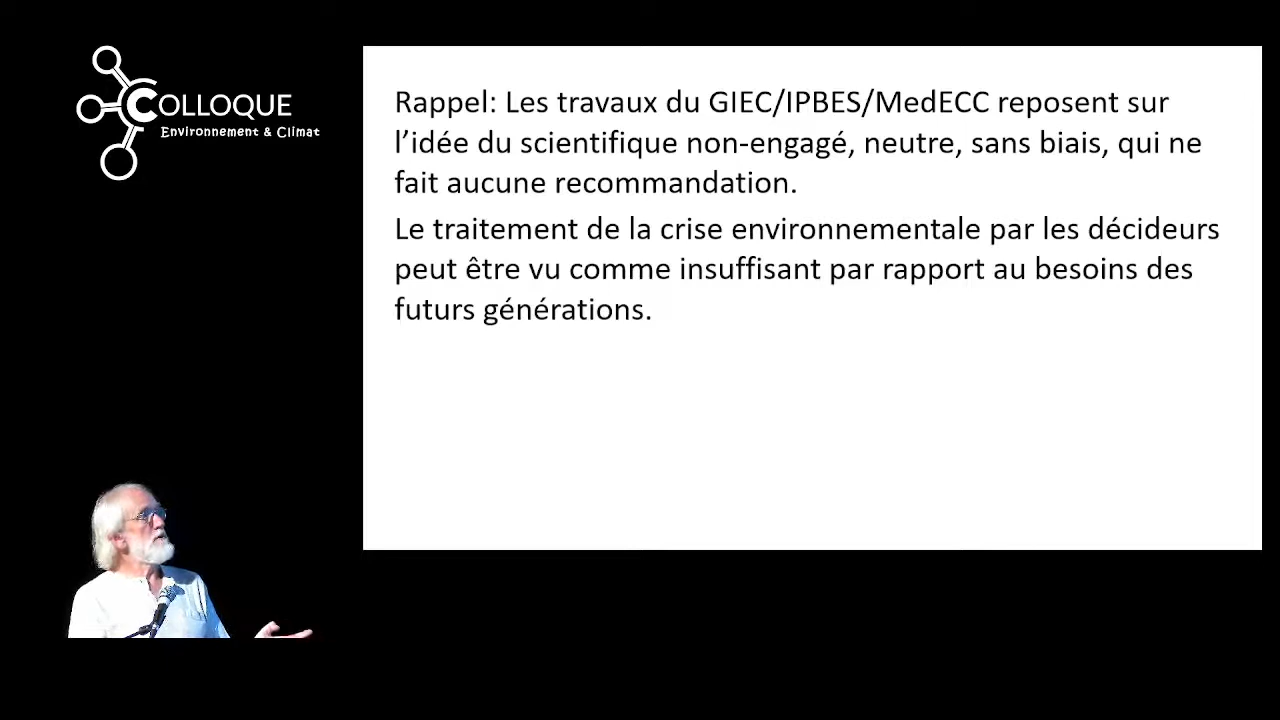 COLLOQUE
Environnement & Climat
Rappel: Les travaux du GIEC/IPBES/MedECC reposent sur
l’idée du scientifique non-engagé, neutre, sans biais, qui ne
fait aucune recommandation.
Le traitement de la crise environnementale par les décideurs
peut être vu comme insuffisant par rapport au besoins des
futurs générations.